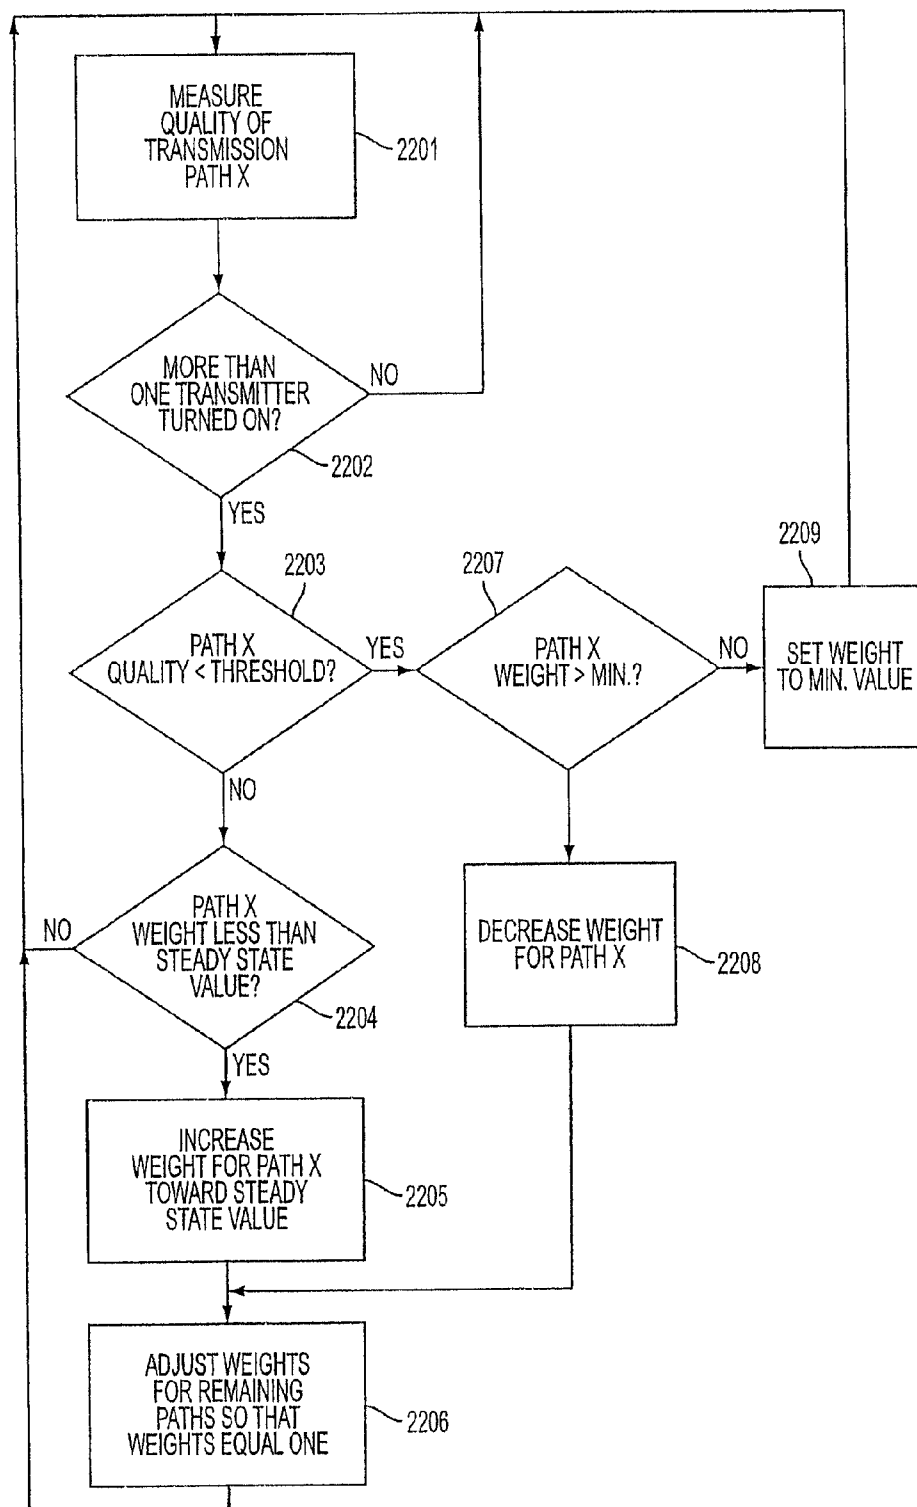 MEASURE
QUALITY OF
TRANSMISSION
PATH X
2201
MORE THAN
ONE TRANSMITTER
TURNED ON?
NO
2202
YES
2203
PATH X
QUALITY < THRESHOLD?
YES
2207
PATH X
WEIGHT > MIN.?
NO
2209
SET WEIGHT
TO MIN. VALUE
NO
PATH X
WEIGHT LESS THAN
STEADY STATE
VALUE?
NO
2204
DECREASE WEIGHT
FOR PATH X
2208
YES
INCREASE
WEIGHT FOR PATH X
TOWARD STEADY
STATE VALUE
2205
ADJUST WEIGHTS
FOR REMAINING
PATHS SO THAT
WEIGHTS EQUAL ONE
2206